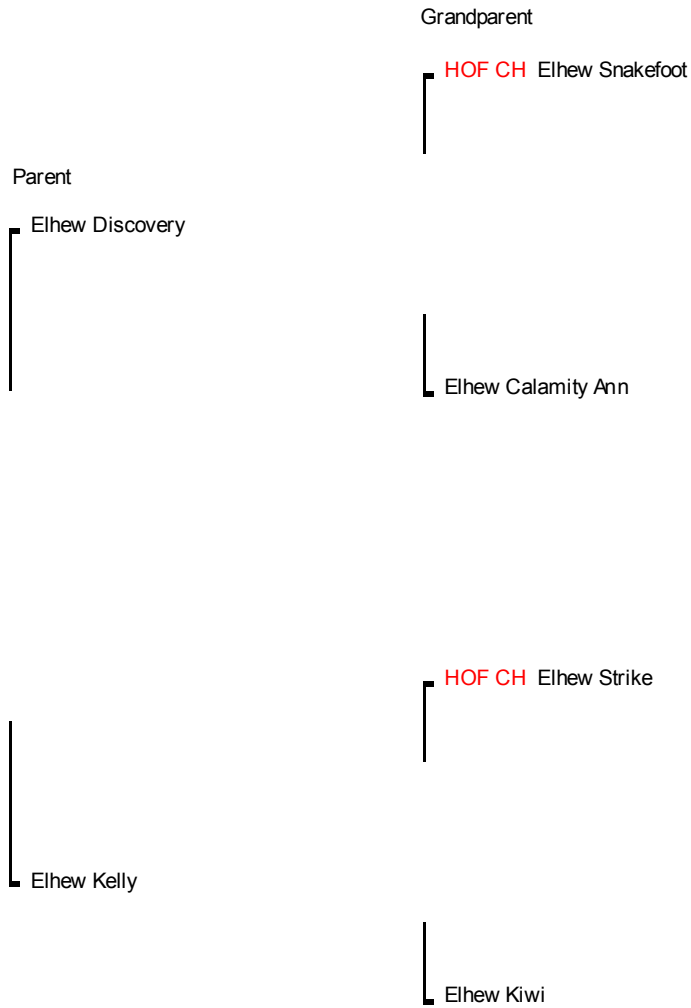 Grandparent
HOF CH Elhew Snakefoot
Parent
Elhew Discovery
Elhew Calamity Ann
HOF CH Elhew Strike
Elhew Kelly
Elhew Kiwi